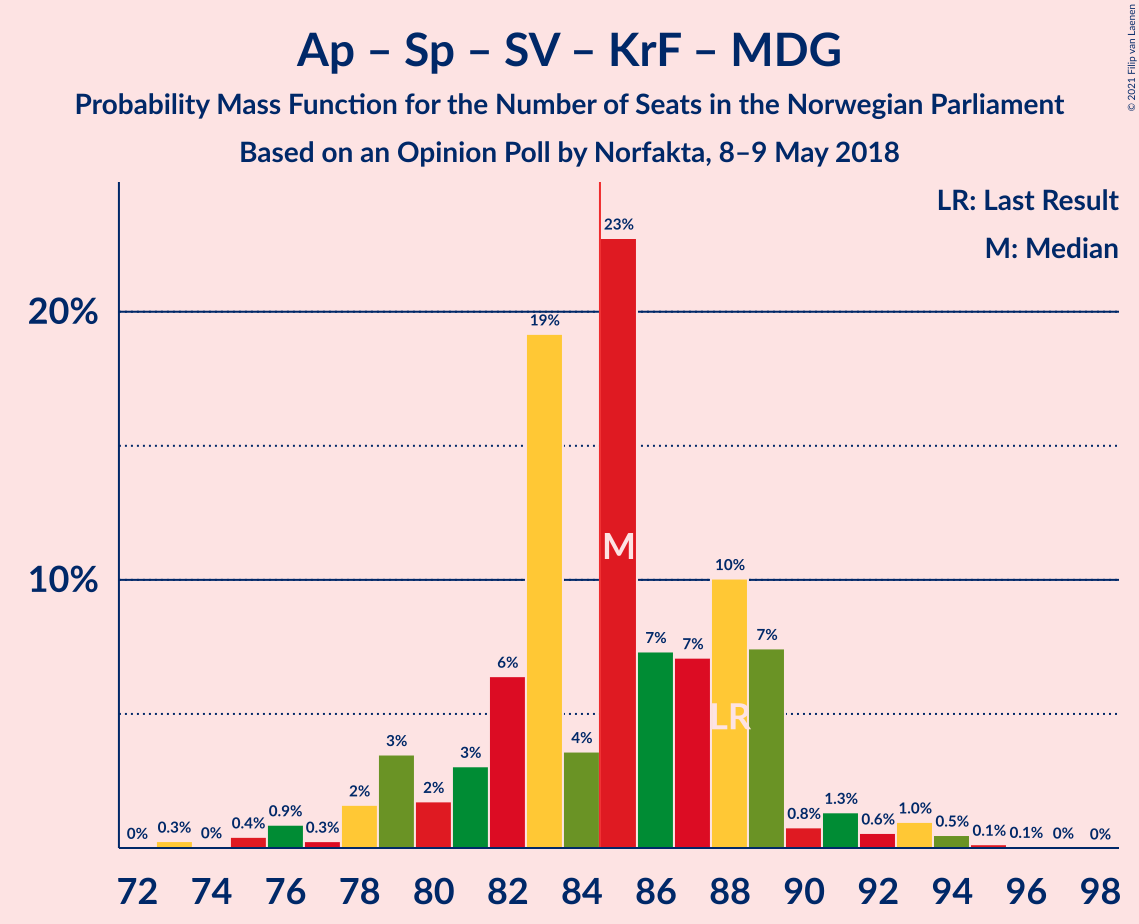 Ap – Sp – SV – KrF – MDG
Probability Mass Function for the Number of Seats in the Norwegian Parliament
Based on an Opinion Poll by Norfakta, 8–9 May 2018
© 2021 Filip van Laenen
LR: Last Result
M: Median
20%
10%
0% 0.3% 0% 0.4% 0.9% 0.3% 2% 3% 2% 3% 6% 19% 4% 23% 7% 7% 10% 7% 0.8% 1.3% 0.6% 1.0% 0.5% 0.1% 0.1% 0% 0%
M
LR
72 74 76 78 80 82 84 86 88 90 92 94 96 98